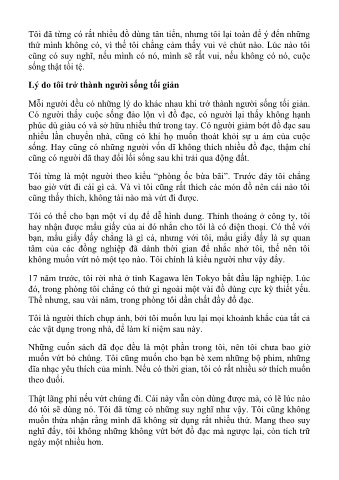 Tôi đã từng có rất nhiều đồ dùng tân tiến, nhưng tôi lại toàn để ý đến những
thứ mình không có, vì thế tôi chẳng cảm thấy vui vẻ chút nào. Lúc nào tôi
cũng có suy nghĩ, nếu mình có nó, mình sẽ rất vui, nếu không có nó, cuộc
sống thật tồi tệ.
Lý do tôi trở thành người sống tối giản
Mỗi người đều có những lý do khác nhau khi trở thành người sống tối giản.
Có người thấy cuộc sống đảo lộn vì đồ đạc, có người lại thấy không hạnh
phúc dù giàu có và sở hữu nhiều thứ trong tay. Có người giảm bớt đồ đạc sau
nhiều lần chuyển nhà, cũng có khi họ muốn thoát khỏi sự u ám của cuộc
sống. Hay cũng có những người vốn dĩ không thích nhiều đồ đạc, thậm chí
cũng có người đã thay đổi lối sống sau khi trải qua động đất.
Tôi từng là một người theo kiểu “phòng ốc bừa bãi”. Trước đây tôi chẳng
bao giờ vứt đi cái gì cả. Và vì tôi cũng rất thích các món đồ nên cái nào tôi
cũng thấy thích, không tài nào mà vứt đi được.
Tôi có thể cho bạn một ví dụ để dễ hình dung. Thỉnh thoảng ở công ty, tôi
hay nhận được mẩu giấy của ai đó nhắn cho tôi là có điện thoại. Có thể với
bạn, mẩu giấy đấy chẳng là gì cả, nhưng với tôi, mẩu giấy đấy là sự quan
tâm của các đồng nghiệp đã dành thời gian để nhắc nhở tôi, thế nên tôi
không muốn vứt nó một tẹo nào. Tôi chính là kiểu người như vậy đấy.
17 năm trước, tôi rời nhà ở tỉnh Kagawa lên Tokyo bắt đầu lập nghiệp. Lúc
đó, trong phòng tôi chẳng có thứ gì ngoài một vài đồ dùng cực kỳ thiết yếu.
Thế nhưng, sau vài năm, trong phòng tôi dần chất đầy đồ đạc.
Tôi là người thích chụp ảnh, bởi tôi muốn lưu lại mọi khoảnh khắc của tất cả
các vật dụng trong nhà, để làm kỉ niệm sau này.
Những cuốn sách đã đọc đều là một phần trong tôi, nên tôi chưa bao giờ
muốn vứt bỏ chúng. Tôi cũng muốn cho bạn bè xem những bộ phim, những
đĩa nhạc yêu thích của mình. Nếu có thời gian, tôi có rất nhiều sở thích muốn
theo đuổi.
Thật lãng phí nếu vứt chúng đi. Cái này vẫn còn dùng được mà, có lẽ lúc nào
đó tôi sẽ dùng nó. Tôi đã từng có những suy nghĩ như vậy. Tôi cũng không
muốn thừa nhận rằng mình đã không sử dụng rất nhiều thứ. Mang theo suy
nghĩ đấy, tôi không những không vứt bớt đồ đạc mà ngược lại, còn tích trữ
ngày một nhiều hơn.